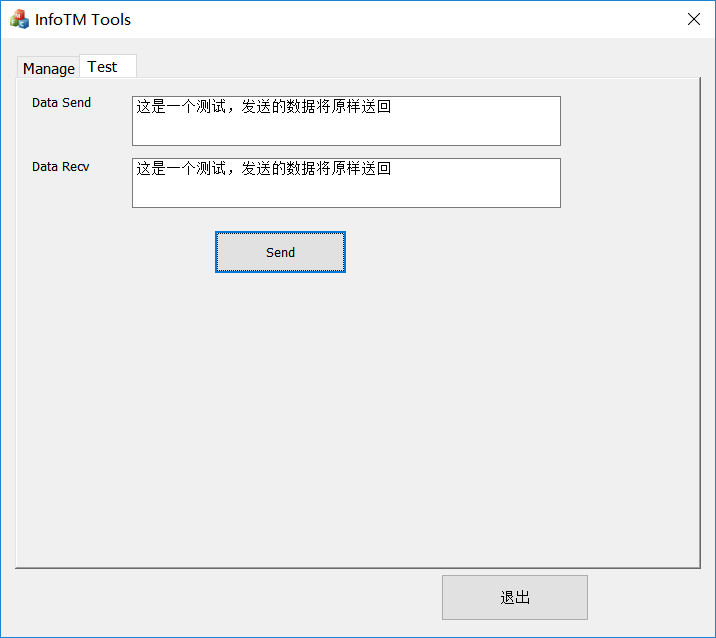 InfoTM Tools
Manage Test
Data Send 这是一个测试，发送的数据将原样送回
Data Recv 这是一个测试，发送的数据将原样送回
Send
退出